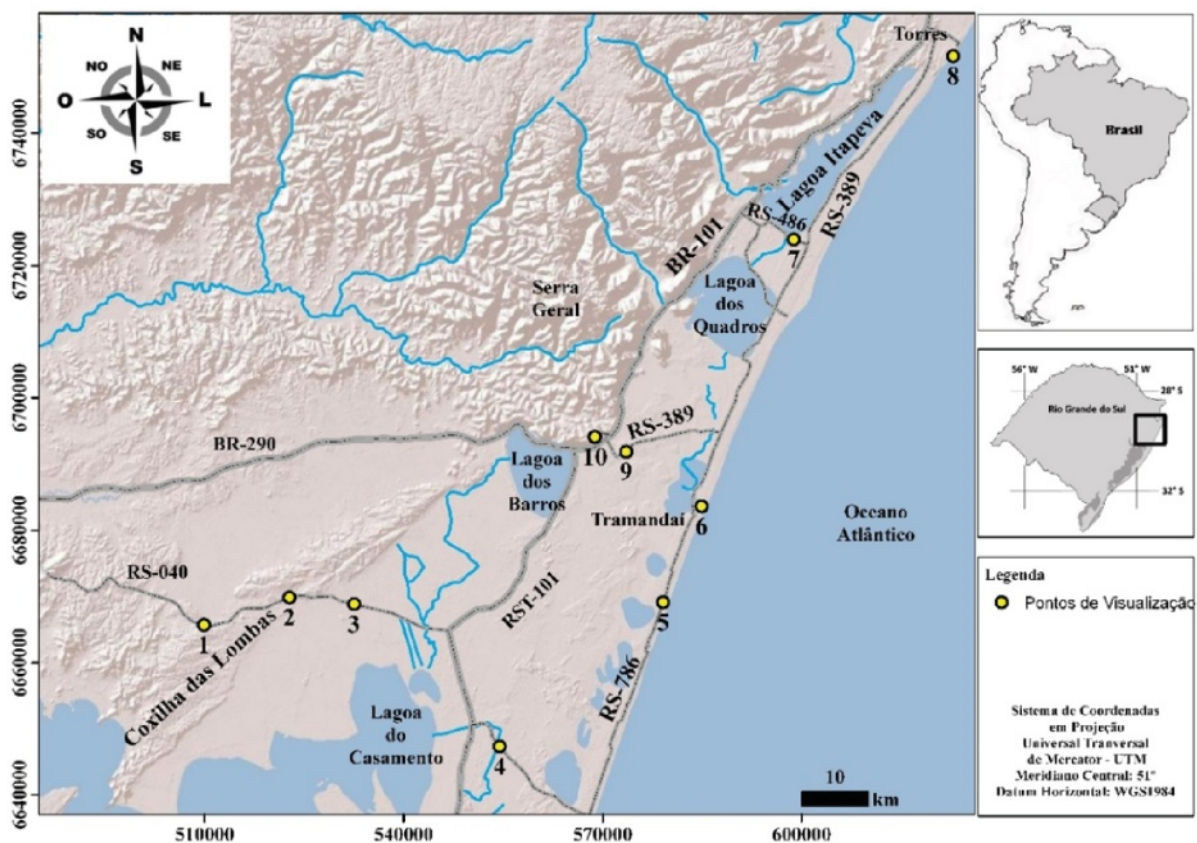 N
NO
NE
O
L
SO
SE
S
Torres
8
Lagoa Itapeva
RS-486
RS-389
7
BR-101
Lagoa
dos
Quadros
Serra
Geral
RS-389
BR-290
10
9
Lagoa
dos
Barros
Tramandaí
6
Oceano
Atlântico
RS-040
RST-101
1
2
3
5
Coxilha das Lombas
RS-786
Lagoa
do
Casamento
4
10
km
6740000
6720000
6700000
6680000
6660000
6640000
510000
540000
570000
600000
Brasil
56° W
51° W
28° S
Rio Grande do Sul
32° S
Legenda
Pontos de Visualização
Sistema de Coordenadas
em Projeção
Universal Tranversal
de Mercator - UTM
Meridiano Central: 51°
Datum Horizontal: WGS1984